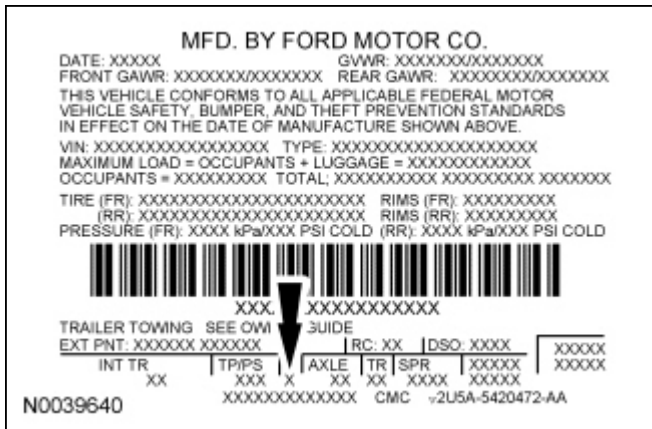 MFD. BY FORD MOTOR CO.
DATE: XXXXX GVWR: XXXXXXX/XXXXXXX
FRONT GAWR: XXXXXXX/XXXXXXX REAR GAWR: XXXXXXXX/XXXXXXX
THIS VEHICLE CONFORMS TO ALL APPLICABLE FEDERAL MOTOR
VEHICLE SAFETY, BUMPER, AND THEFT PREVENTION STANDARDS
IN EFFECT ON THE DATE OF MANUFACTURE SHOWN ABOVE.
VIN: XXXXXXXXXXXXXXXXX TYPE: XXXXXXXXXXXXXXXXXXXXX
MAXIMUM LOAD = OCCUPANTS + LUGGAGE = XXXXXXXXXXXX
OCCUPANTS = XXXXXXXXX TOTAL; XXXXXXXXXX XXXXXXXXX XXXXXXX
TIRE (FR): XXXXXXXXXXXXXXXXXXXXXX RIMS (FR): XXXXXXXXX
(RR): XXXXXXXXXXXXXXXXXXXXXX RIMS (RR): XXXXXXXXX
PRESSURE (FR): XXXX kPa/XXX PSI COLD (RR): XXXX kPa/XXX PSI COLD
XXX XXXXXXXXXXX
TRAILER TOWING SEE GUIDE
EXT PNT: XXXXXX XXXXXX RC: XX DSO: XXXX
INT TR TP/PS AXLE TR SPR XXXXX XXXXX
XX XXX X XX XX XXXX XXXXX XXXXX
XXXXXXXXXXXXX CMC 2U5A-5420472-AA
N0039640